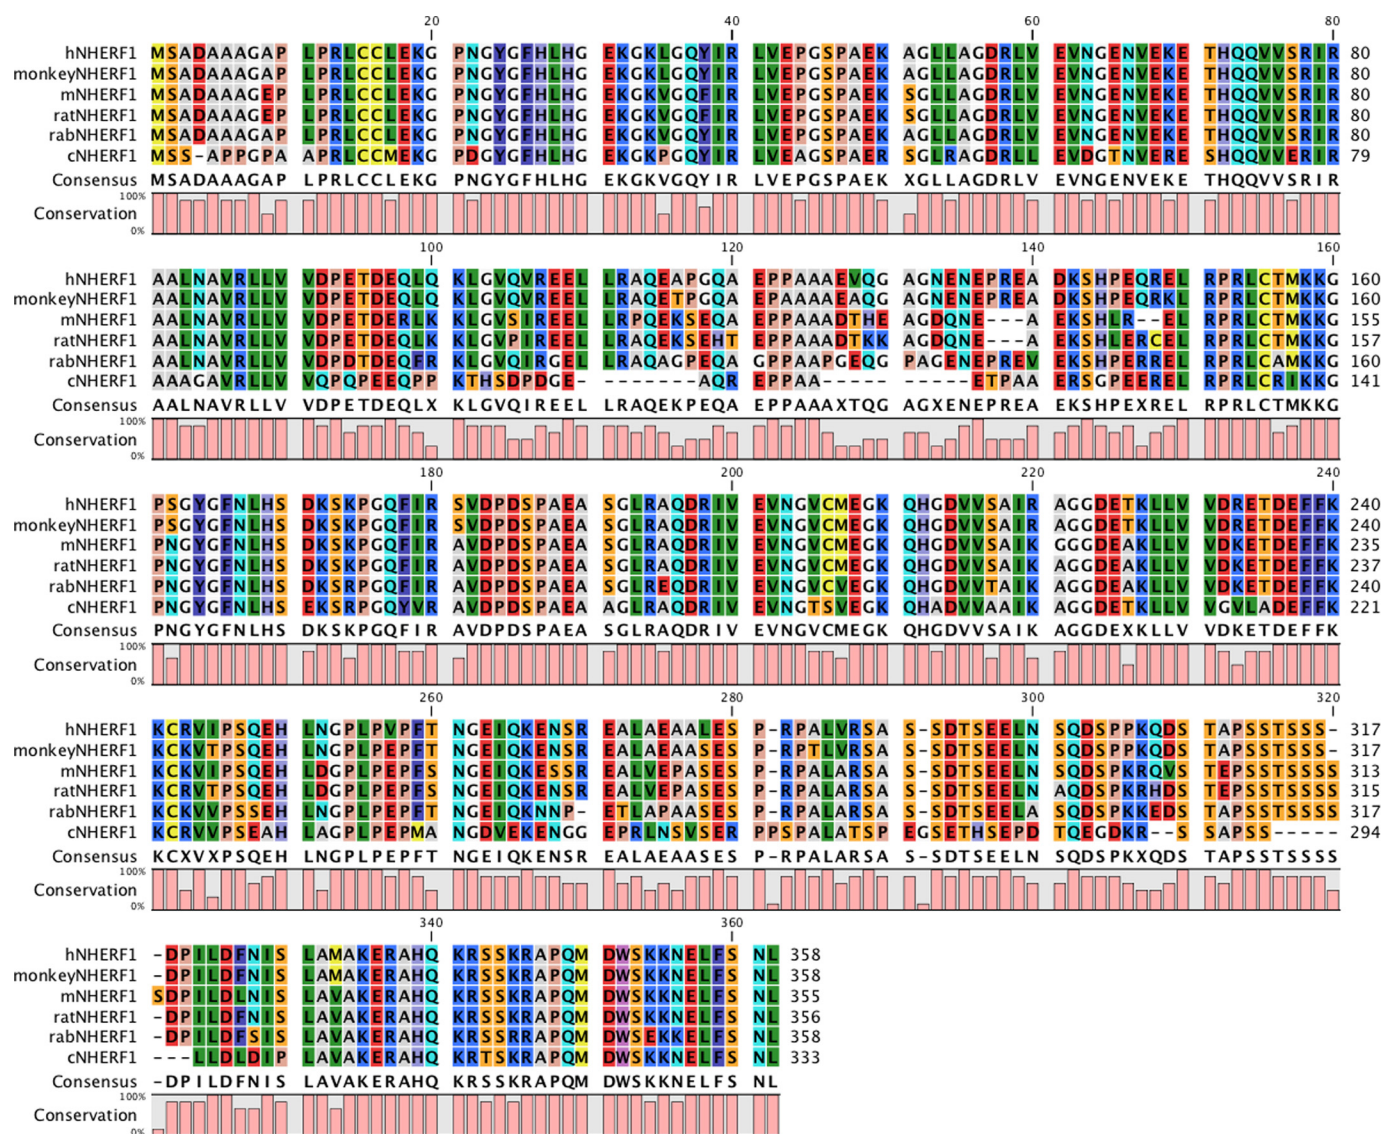 20 40 60 80
hNHERF1 MSADAAAGAP LPRLCCLEKG PNGYGFHLHG EKGKLGQYIR LVEPGSPAEK AGLLAGDRLV EVNGENVEKE THQQVVSRIR 80
monkeyNHERF1 MSADAAAGAP LPRLCCLEKG PNGYGFHLHG EKGKLGQYIR LVEPGSPAEK AGLLAGDRLV EVNGENVEKE THQQVVSRIR 80
mNHERF1 MSADAAAGEP LPRLCCLEKG PNGYGFHLHG EKGKVGQFIR LVEPGSPAEK SGLLAGDRLV EVNGENVEKE THQQVVSRIR 80
ratNHERF1 MSADAAAGEP LPRLCCLEKG PNGYGFHLHG EKGKVGQFIR LVEPGSPAEK SGLLAGDRLV EVNGENVEKE THQQVVSRIR 80
rabNHERF1 MSADAAAGAP LPRLCCLEKG PNGYGFHLHG EKGKVGQYIR LVEPGSPAEK AGLLAGDRLV EVNGENVEKE THQQVVSRIR 80
cNHERF1 MSS-APPGPA APRLCCMEKG PDGYGFHLHG EKGKPGQYIR LVEAGSPAER SGLRAGDRLL EVDGTNVERE SHQQVVERIR 79
Consensus MSADAAAGAP LPRLCCLEKG PNGYGFHLHG EKGKVGQYIR LVEPGSPAEK XGLLAGDRLV EVNGENVEKE THQQVVSRIR
100%
Conservation
0%
100 120 140 160
hNHERF1 AALNAVRLLV VDPETDEQLQ KLGVQVREEL LRAQEAPGQA EPPAAAEVQG AGNENEPREA DKSHPEQREL RPRLCTMKKG 160
monkeyNHERF1 AALNAVRLLV VDPETDEQLQ KLGVQVREEL LRAQETPGQA EPAAAAEAQG AGNENEPREA DKSHPEQRKL RPRLCTMKKG 160
mNHERF1 AALNAVRLLV VDPETDERLK KLGVSIREEL LRPQEKSEQA EPPAAADTHE AGDQNE---A EKSHLR--EL RPRLCTMKKG 155
ratNHERF1 AALNAVRLLV VDPETDEQLK KLGVPIREEL LRAQEKSEHT EPPAAADTKK AGDQNE---A EKSHLERCEL RPRLCTMKKG 157
rabNHERF1 AALNAVRLLV VDPDTDEQFR KLGVQIRGEL LRAQAGPEQA GPPAAPGEQG PAGENEPREV EKSHPERREL RPRLCAMKKG 160
cNHERF1 AAAGAVRLLV VQPQPEEQPP KTHSDPDGE- -------AQR EPPAA----- -----ETPAA ERSGPEEREL RPRLCRIKKG 141
Consensus AALNAVRLLV VDPETDEQLX KLGVQIREEL LRAQEKPEQA EPPAAAXTQG AGXENEPREA EKSHPEXREL RPRLCTMKKG
100%
Conservation
0%
180 200 220 240
hNHERF1 PSGYGFNLHS DKSKPGQFIR SVDPDSPAEA SGLRAQDRIV EVNGVCMEGK QHGDVVSAIR AGGDETKLLV VDRETDEFFK 240
monkeyNHERF1 PSGYGFNLHS DKSKPGQFIR SVDPDSPAEA SGLRAQDRIV EVNGVCMEGK QHGDVVSAIR AGGDETKLLV VDRETDEFFK 240
mNHERF1 PNGYGFNLHS DKSKPGQFIR AVDPDSPAEA SGLRAQDRIV EVNGVCMEGK QHGDVVSAIK GGGDEAKLLV VDKETDEFFK 235
ratNHERF1 PNGYGFNLHS DKSKPGQFIR AVDPDSPAEA SGLRAQDRIV EVNGVCMEGK QHGDVVSAIK AGGDEAKLLV VDKETDEFFK 237
rabNHERF1 PNGYGFNLHS DKSRPGQFIR AVDPDSPAEA SGLREQDRIV EVNGVCVEGK QHGDVVTAIK AGGDEAKLLV VDKETDEFFK 240
cNHERF1 PNGYGFNLHS EKSRPGQYVR AVDPDSPAEA AGLRAQDRIV EVNGTSVEGK QHADVVAAIK AGGDETKLLV VGVLADEFFK 221
Consensus PNGYGFNLHS DKSKPGQFIR AVDPDSPAEA SGLRAQDRIV EVNGVCMEGK QHGDVVSAIK AGGDEXKLLV VDKETDEFFK
100%
Conservation
0%
260 280 300 320
hNHERF1 KCRVIPSQEH LNGPLPVPFT NGEIQKENSR EALAEAALES P-RPALVRSA S-SDTSEELN SQDSPPKQDS TAPSSTSSS- 317
monkeyNHERF1 KCRVTPSQEH LNGPLPEPFT NGEIQKENSR EALAEAASES P-RPTLVRSA S-SDTSEELN SQDSPPKQDS TAPSSTSSS- 317
mNHERF1 KCKVIPSQEH LDGPLPEPFS NGEIQKESSR EALVEPASES P-RPALARSA S-SDTSEELN SQDSPKRQVS TEPSSTSSSS 313
ratNHERF1 KCRVTPSQEH LDGPLPEPFS NGEIQKENSR EALVEPASES P-RPALARSA S-SDTSEELN AQDSPKRHDS TEPSSTSSSS 315
rabNHERF1 KCKVVPSSEH LNGPLPEPFT NGEIQKNNP- ETLAPAASES P-RPALARSA S-SDTSEELA SQDSPKKEDS TAPSSTSSSS 317
cNHERF1 KCRVVPSEAH LAGPLPEPMA NGDVEKENGG EPRLNSVSER PPSPALATSP EGSETHSEPD TQEGDKR--S SAPSS----- 294
Consensus KCXVXPSQEH LNGPLPEPFT NGEIQKENSR EALAEAASES P-RPALARSA S-SDTSEELN SQDSPKXQDS TAPSSTSSSS
100%
Conservation
0%
340 360
hNHERF1 -DPILDFNIS LAMAKERAHQ KRSSKRAPQM DWSKKNELFS NL 358
monkeyNHERF1 -DPILDFNIS LAMAKERAHQ KRSSKRAPQM DWSKKNELFS NL 358
mNHERF1 SDPILDLNIS LAVAKERAHQ KRSSKRAPQM DWSKKNELFS NL 355
ratNHERF1 -DPILDFNIS LAVAKERAHQ KRSSKRAPQM DWSKKNELFS NL 356
rabNHERF1 -DPILDFSIS LAVAKERAHQ KRSSKRAPQM DWSEKKELFS NL 358
cNHERF1 ---LLDLDIP LAVAKERAHQ KRTSKRAPQM DWSKKNELFS NL 333
Consensus -DPILDFNIS LAVAKERAHQ KRSSKRAPQM DWSKKNELFS NL
100%
Conservation
0%